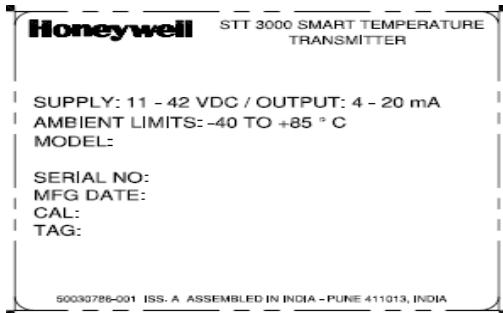 Honeywell
STT 3000 SMART TEMPERATURE
TRANSMITTER
SUPPLY: 11 - 42 VDC / OUTPUT: 4 - 20 mA
AMBIENT LIMITS: -40 TO +85 ° C
MODEL:
SERIAL NO:
MFG DATE:
CAL:
TAG:
50030786-001 ISS. A ASSEMBLED IN INDIA - PUNE 411013, INDIA